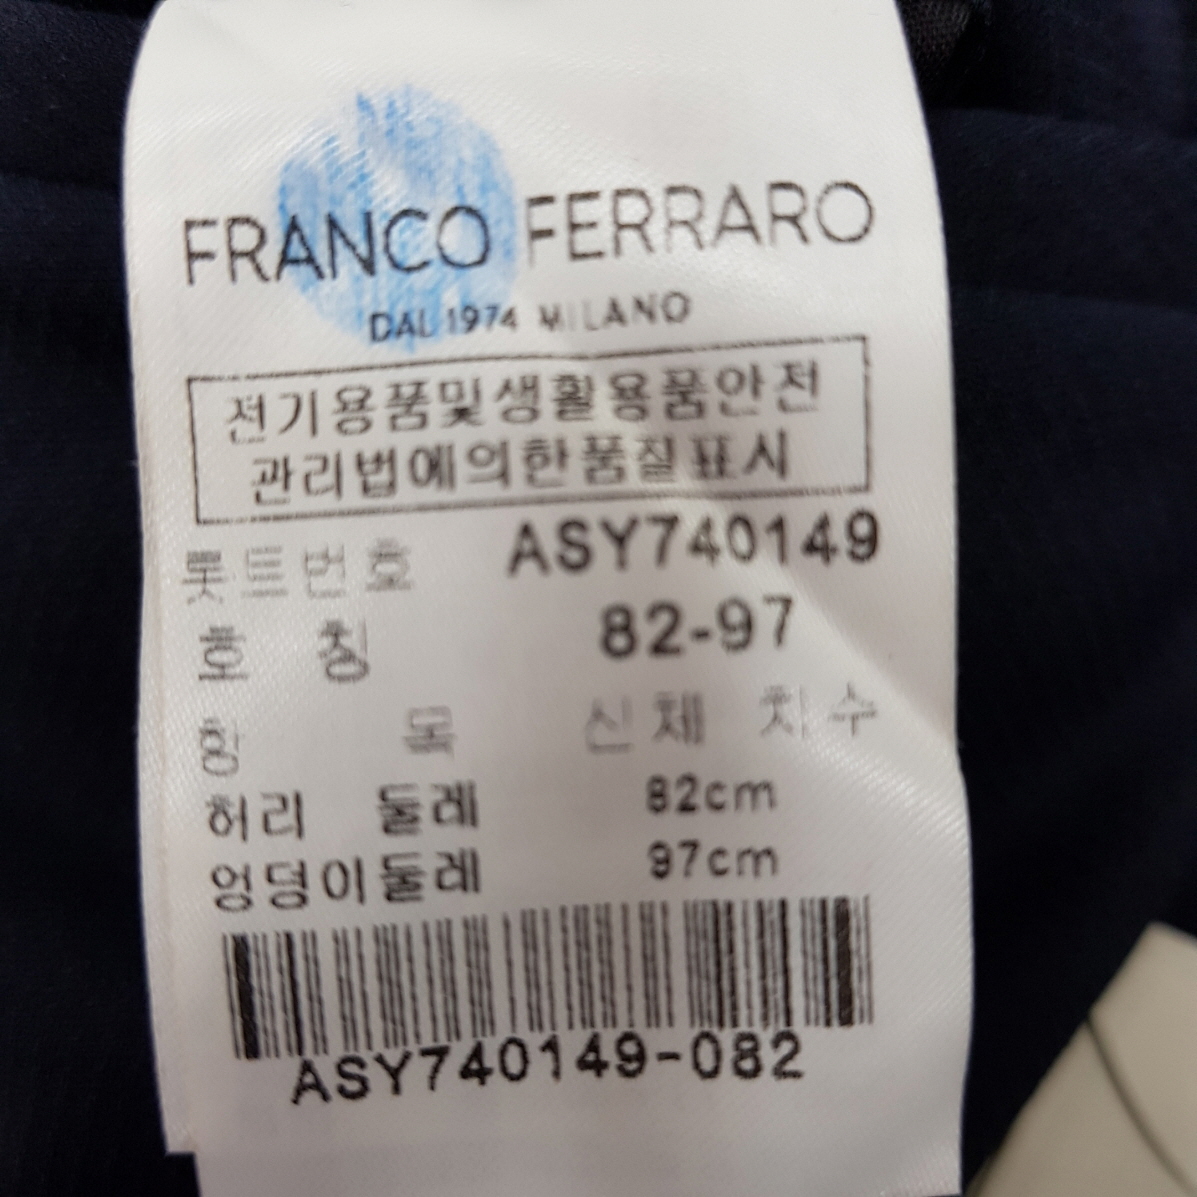 FRANCO FERRARO
DAL 1974 MILANO
전기용품및생활용품안전
관리법에의한품질표시
롯트번호 ASY740149
호 칭 82-97
항 목 신체 치수
허리 둘레 82cm
엉덩이둘레 97cm
ASY740149-082